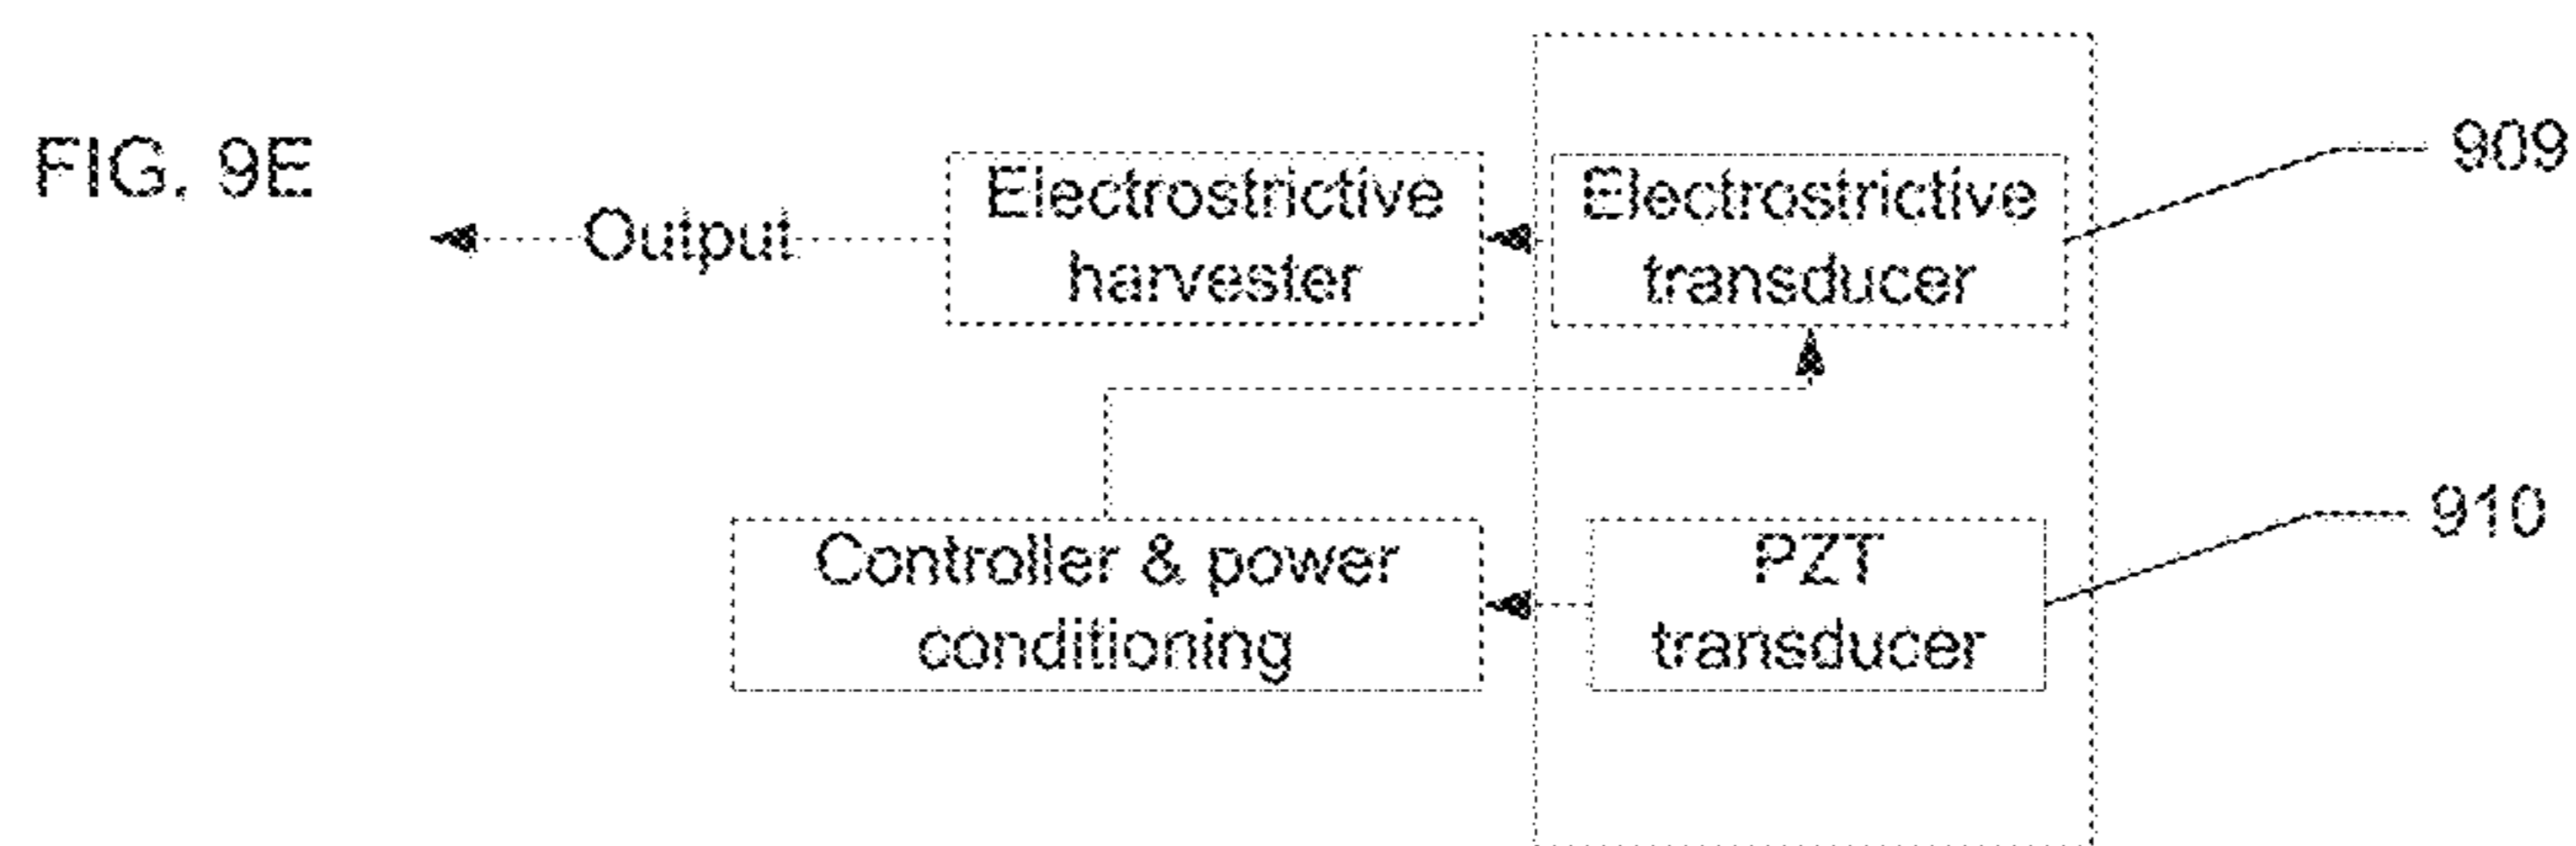 FIG. 9E
Output
Electrostrictive
harvester
Electrostrictive
transducer
909
Controller & power
conditioning
PZT
transducer
910